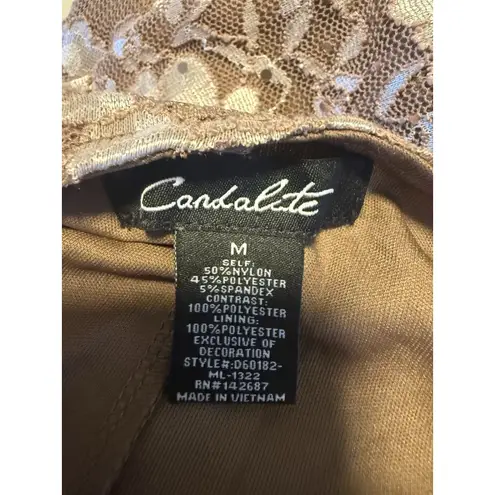 Candalite
M
SELF:
50%NYLON
45%POLYESTER
5%SPANDEX
CONTRAST:
100%POLYESTER
LINING:
100%POLYESTER
EXCLUSIVE OF
DECORATION
STYLE#:D60182-
ML-1322
RN#142687
MADE IN VIETNAM